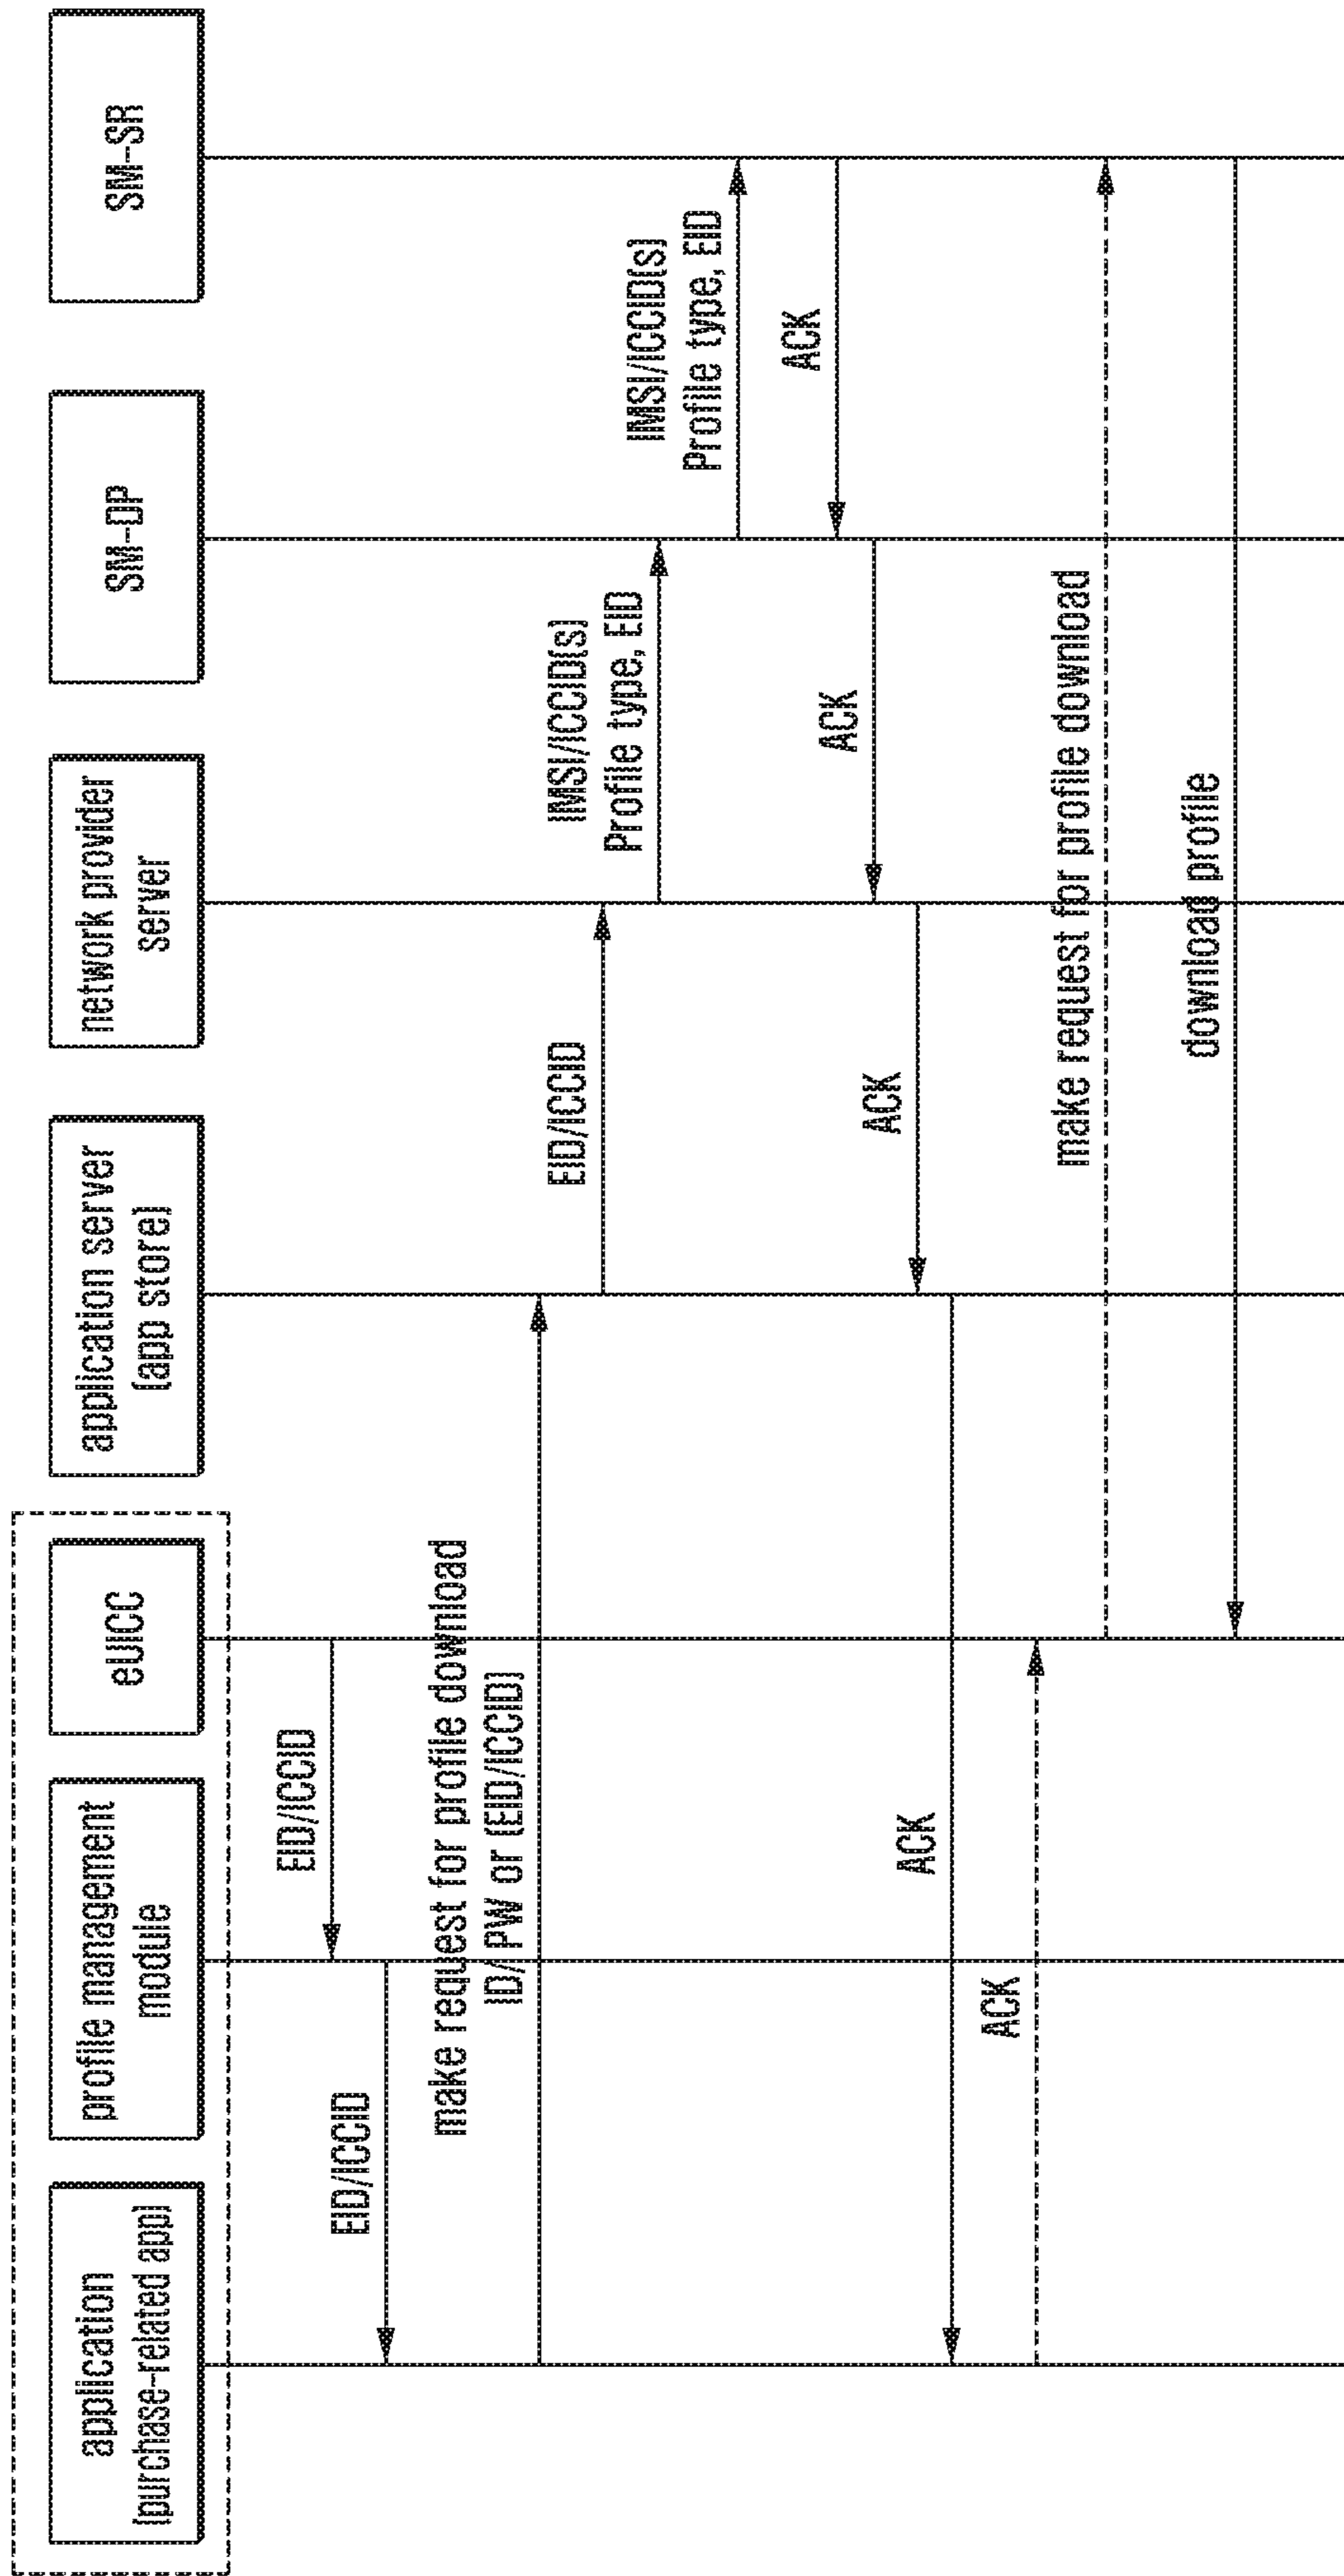 application
(purchase-related app)
profile management
module
eUICC
application server
(app store)
network provider
server
SM-DP
SM-SR
EID/ICCID
EID/ICCID
make request for profile download
ID/ PW or (EID/ICCID)
EID/ICCID
IMSI/ICCID(s)
Profile type, EID
IMSI/ICCID(s)
Profile type, EID
ACK
ACK
ACK
ACK
ACK
make request for profile download
download profile